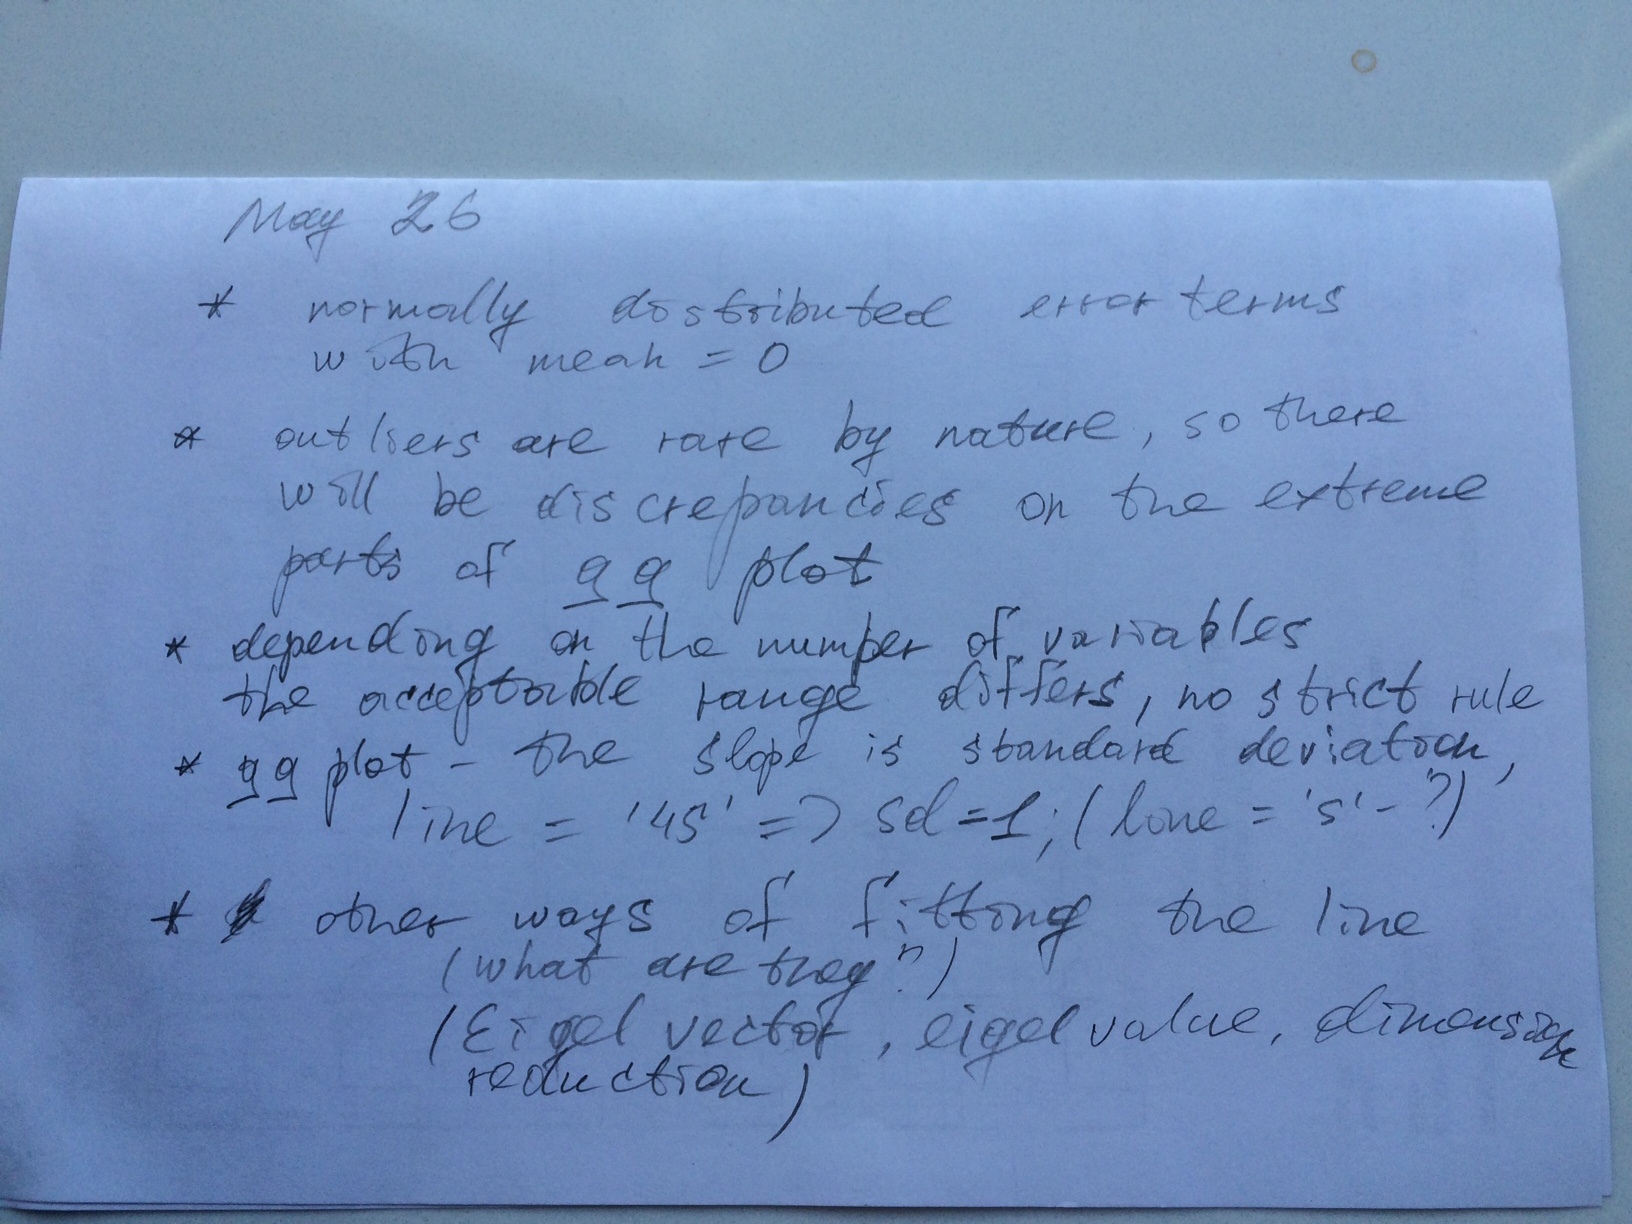 May 26
* normally distributed error terms
with mean = 0
* outliers are rare by nature, so there
will be discrepancies on the extreme
parts of qq plot
* depending on the number of variables
the acceptable range differs, no strict rule
* qq plot - the slope is standard deviation,
line = '45' => sd=1; (line = 's' - ?)
* other ways of fitting the line
(what are they?)
(Eigel vector, eigel value, dimension
reduction)